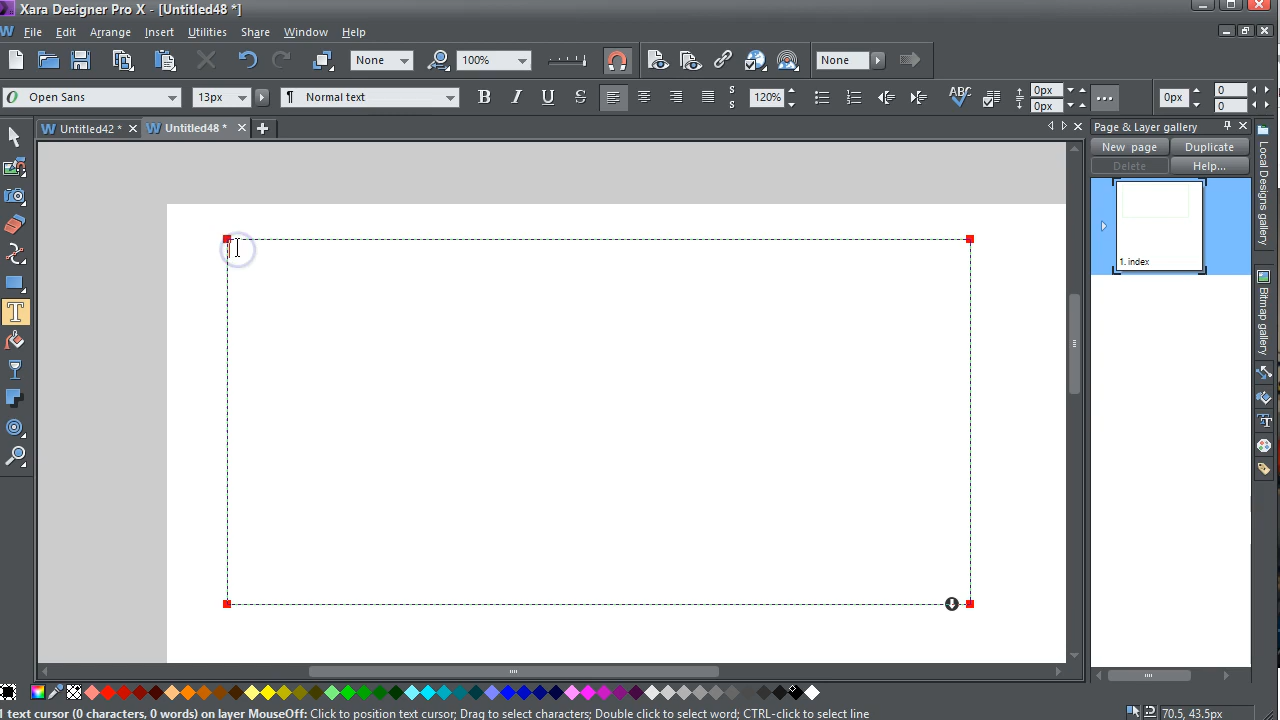 Xara Designer Pro X - [Untitled48 *]
File Edit Arrange Insert Utilities Share Window Help
None 100% None
Open Sans 13px ¶ Normal text B I U S S S 120% ABC 0px 0px ... 0px 0 0
Untitled42 * Untitled48 *
Page & Layer gallery
New page Duplicate
Delete Help...
1. index
Local Designs gallery
Bitmap gallery
1 text cursor (0 characters, 0 words) on layer MouseOff: Click to position text cursor; Drag to select characters; Double click to select word; CTRL-click to select line
70.5, 43.5px